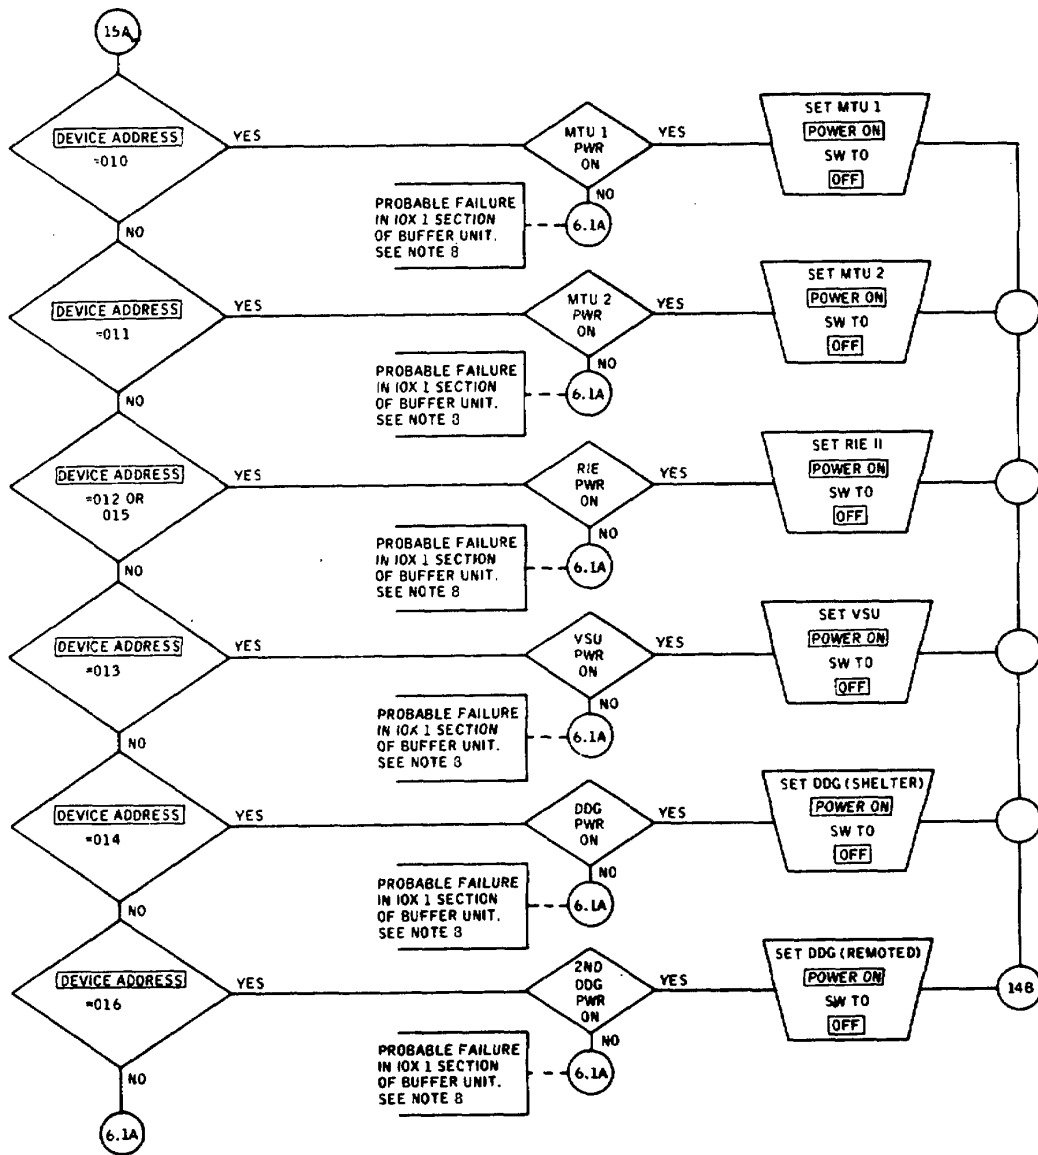 15A
DEVICE ADDRESS
=010
YES
NO
MTU 1
PWR
ON
YES
NO
SET MTU 1
POWER ON
SW TO
OFF
PROBABLE FAILURE
IN IOX 1 SECTION
OF BUFFER UNIT.
SEE NOTE 8
6.1A
DEVICE ADDRESS
=011
YES
NO
MTU 2
PWR
ON
YES
NO
SET MTU 2
POWER ON
SW TO
OFF
PROBABLE FAILURE
IN IOX 1 SECTION
OF BUFFER UNIT.
SEE NOTE 8
6.1A
DEVICE ADDRESS
=012 OR
015
YES
NO
RIE
PWR
ON
YES
NO
SET RIE II
POWER ON
SW TO
OFF
PROBABLE FAILURE
IN IOX 1 SECTION
OF BUFFER UNIT.
SEE NOTE 8
6.1A
DEVICE ADDRESS
=013
YES
NO
VSU
PWR
ON
YES
NO
SET VSU
POWER ON
SW TO
OFF
PROBABLE FAILURE
IN IOX 1 SECTION
OF BUFFER UNIT.
SEE NOTE 8
6.1A
DEVICE ADDRESS
=014
YES
NO
DDG
PWR
ON
YES
NO
SET DDG (SHELTER)
POWER ON
SW TO
OFF
PROBABLE FAILURE
IN IOX 1 SECTION
OF BUFFER UNIT.
SEE NOTE 8
6.1A
DEVICE ADDRESS
=016
YES
NO
2ND
DDG
PWR
ON
YES
NO
SET DDG (REMOTED)
POWER ON
SW TO
OFF
14B
PROBABLE FAILURE
IN IOX 1 SECTION
OF BUFFER UNIT.
SEE NOTE 8
6.1A
6.1A